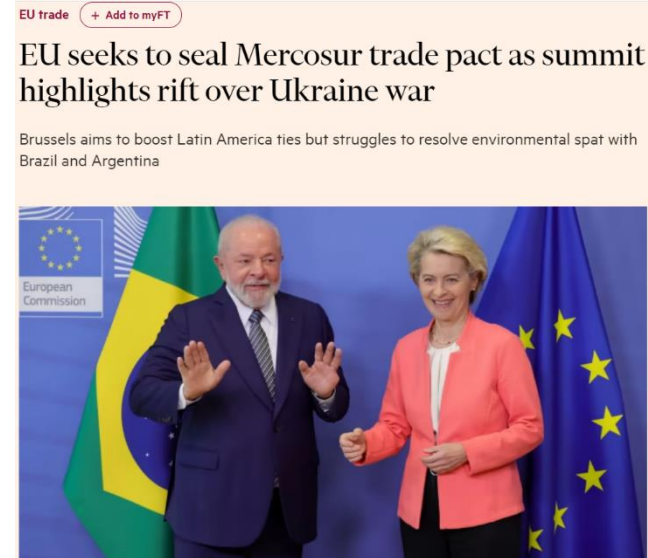 EU trade + Add to myFT
EU seeks to seal Mercosur trade pact as summit
highlights rift over Ukraine war
Brussels aims to boost Latin America ties but struggles to resolve environmental spat with
Brazil and Argentina
European
Commission